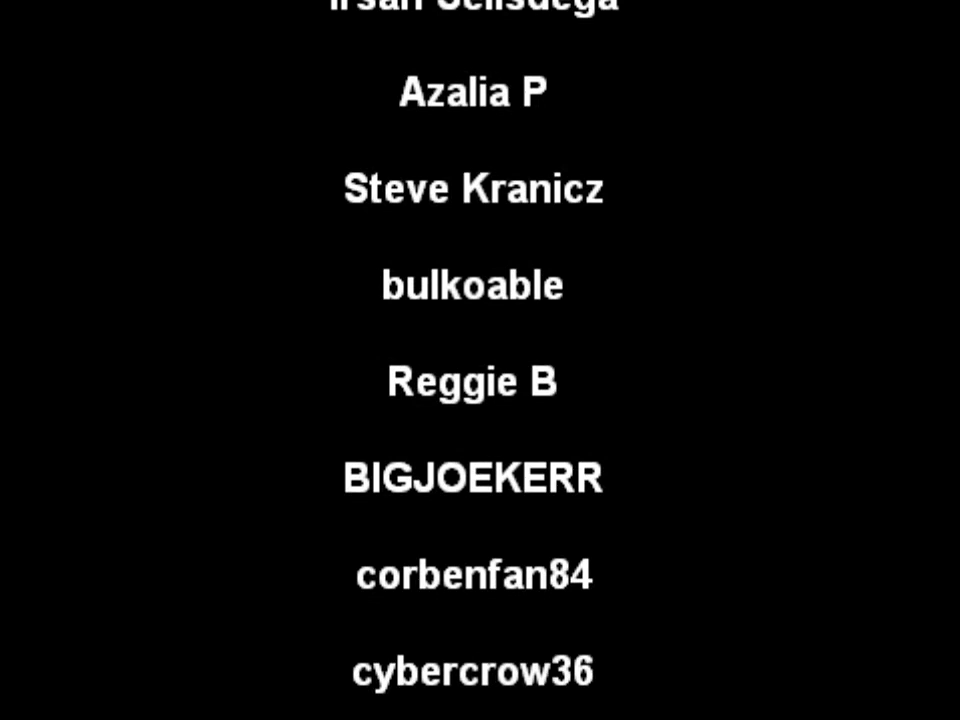 Azalia P
Steve Kranicz
bulkoable
Reggie B
BIGJOEKERR
corbenfan84
cybercrow36